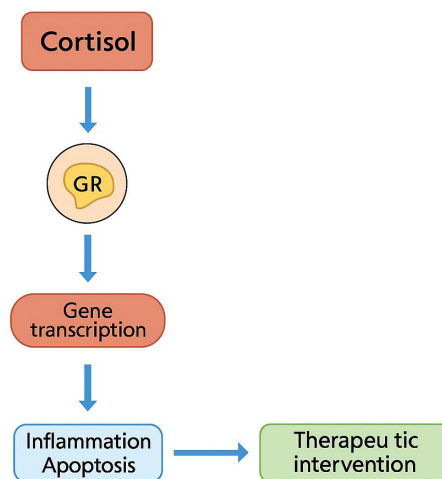 Cortisol
GR
Gene
transcription
Inflammation
Apoptosis
Therapeu tic
intervention